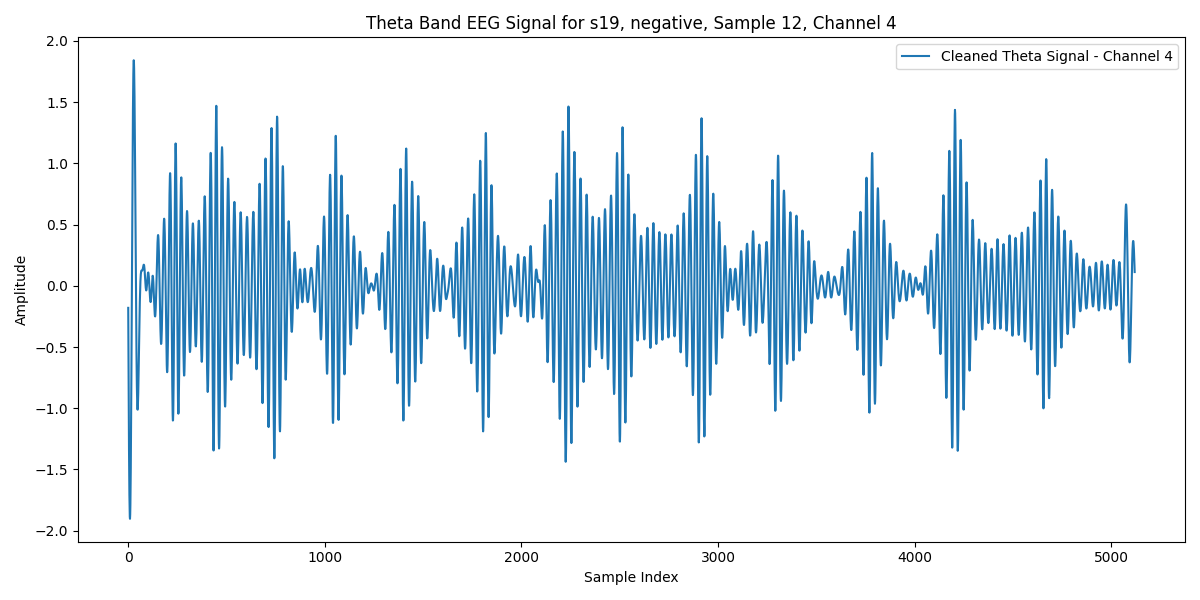 Theta Band EEG Signal for s19, negative, Sample 12, Channel 4
Cleaned Theta Signal - Channel 4
Amplitude
2.0
1.5
1.0
0.5
0.0
−0.5
−1.0
−1.5
−2.0
0 1000 2000 3000 4000 5000
Sample Index